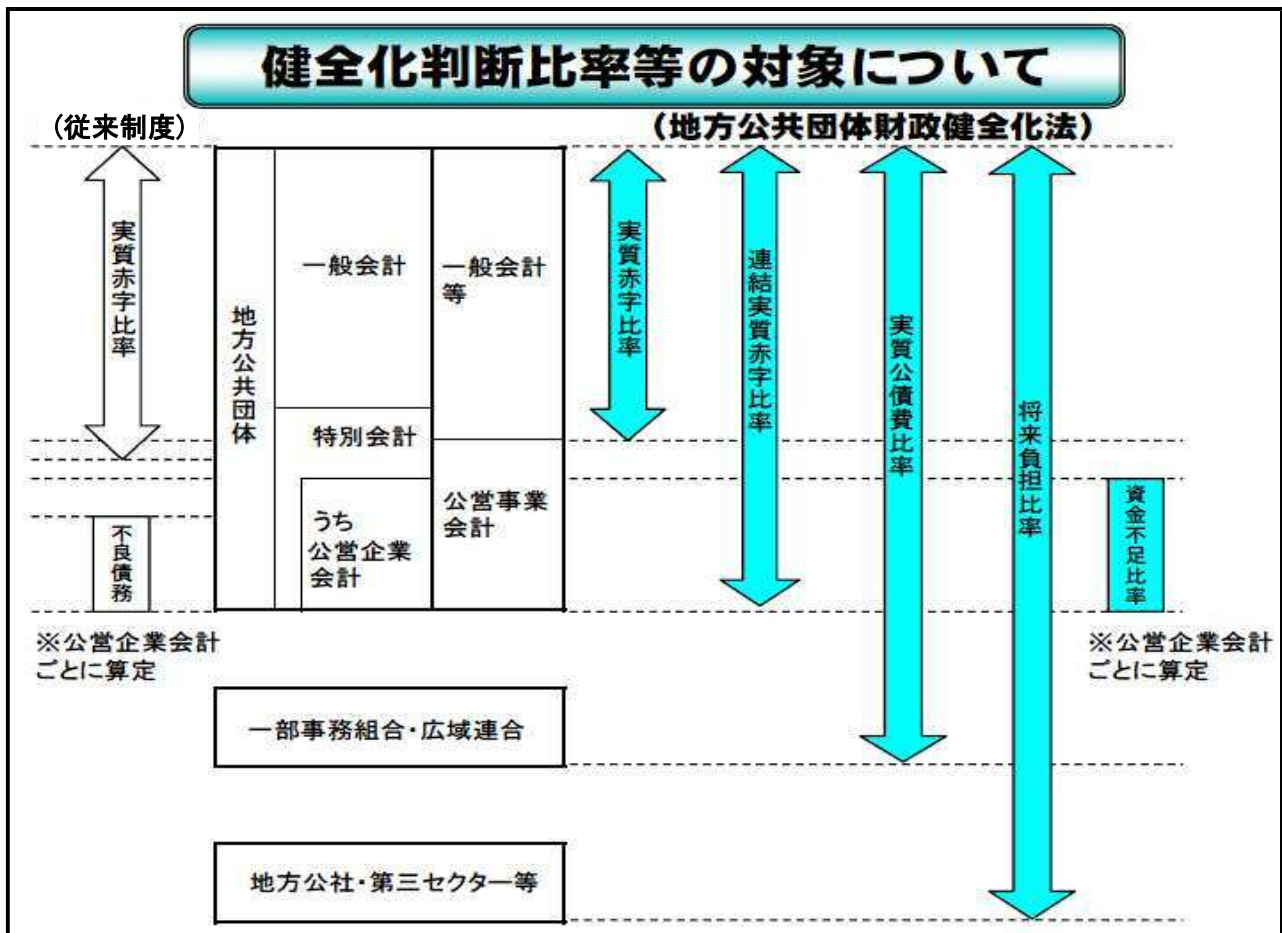 健全化判断比率等の対象について
(従来制度)
(地方公共団体財政健全化法)
実質赤字比率
不良債務
※公営企業会計
ごとに算定
地方公共団体
一般会計
特別会計
うち
公営企業
会計
一般会計
等
公営事業
会計
一部事務組合・広域連合
地方公社・第三セクター等
実質赤字比率
連結実質赤字比率
実質公債費比率
将来負担比率
資金不足比率
※公営企業会計
ごとに算定